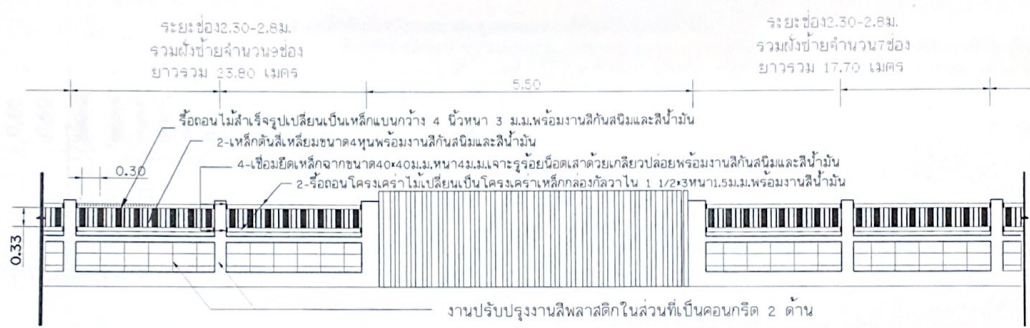 ระยะช่อง2.30-2.8ม.
รวมฝั่งซ้ายจำนวน9ช่อง
ยาวรวม 23.80 เมตร
ระยะช่อง2.30-2.8ม.
รวมฝั่งซ้ายจำนวน7ช่อง
ยาวรวม 17.70 เมตร
5.50
รื้อถอนไม้สำเร็จรูปเปลี่ยนเป็นเหล็กแบนกว้าง 4 นิ้วหนา 3 ม.ม.พร้อมงานสีกันสนิมและสีน้ำมัน
2-เหล็กตันสี่เหลี่ยมขนาด4หุนพร้อมงานสีกันสนิมและสีน้ำมัน
4-เชื่อมยึดเหล็กฉากขนาด40*40ม.ม.หนา4ม.ม.เจาะรูร้อยน็อตเสาด้วยเกลียวปล่อยพร้อมงานสีกันสนิมและสีน้ำมัน
0.30
2-รื้อถอนโครงเคร่าไม้เปลี่ยนเป็นโครงเคร่าเหล็กกล่องกัลวาไน 1 1/2*3หนา1.5ม.ม.พร้อมงานสีน้ำมัน
0.33
งานปรับปรุงงานสีพลาสติกในส่วนที่เป็นคอนกรีต 2 ด้าน